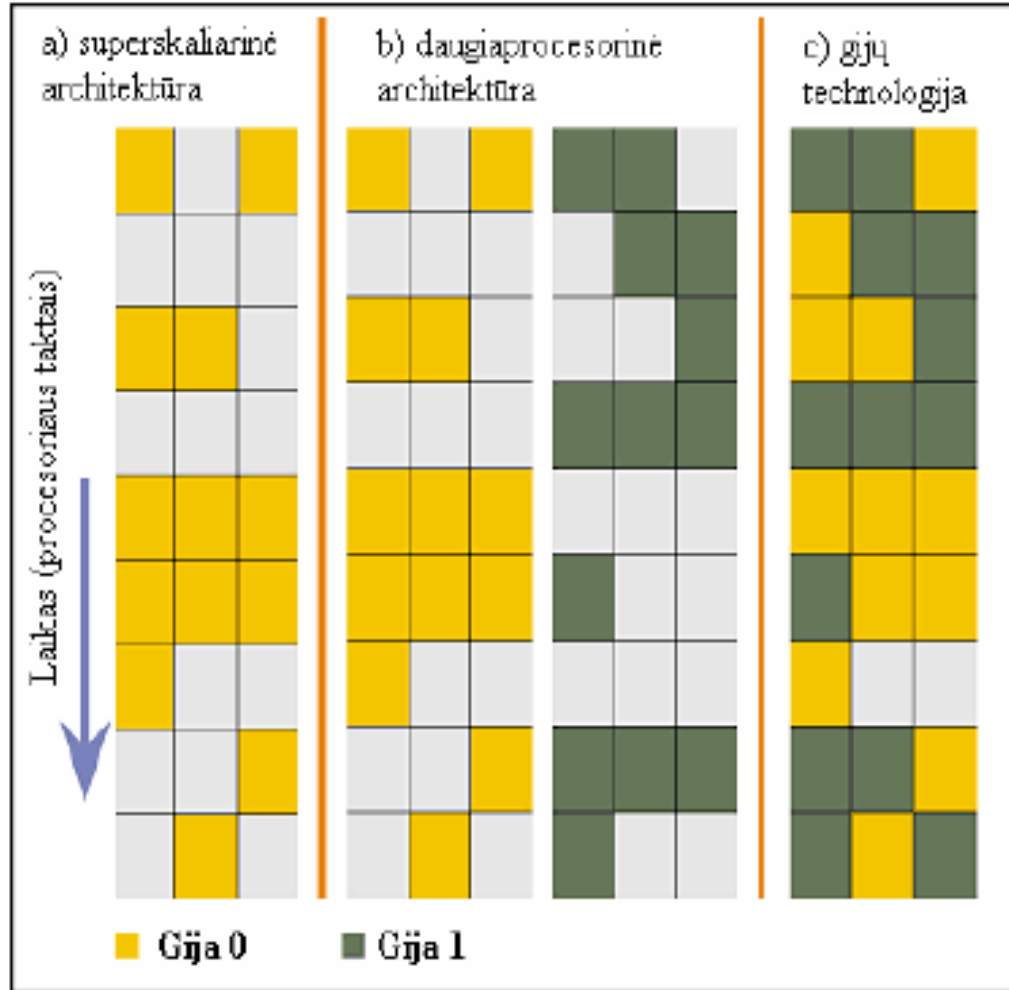 a) superskaliarinė
architektūra
b) daugiaprocesorinė
architektūra
c) gijų
technologija
Laikas (procesoriaus taktais)
Gija 0
Gija 1